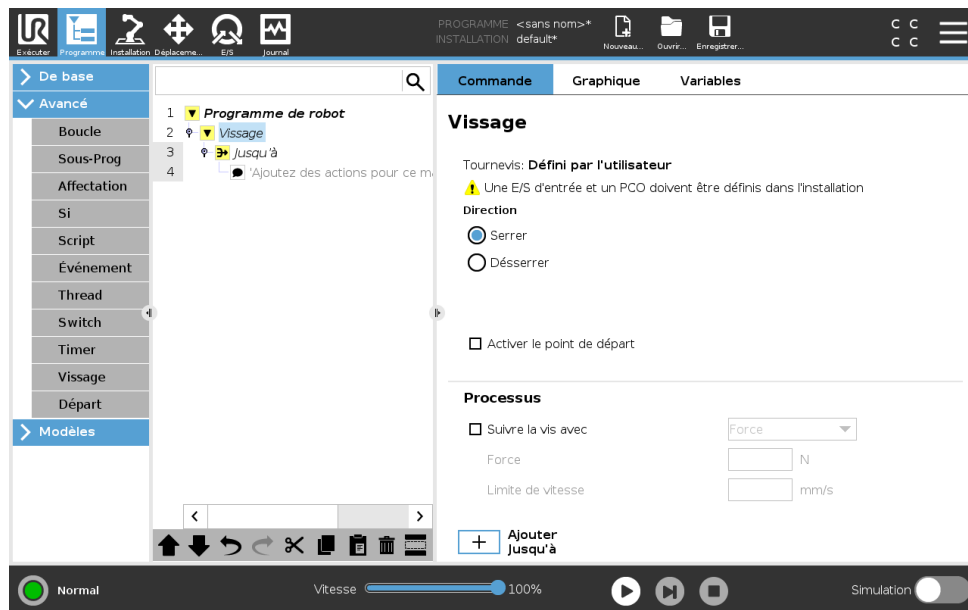 UR
PROGRAMME <sans nom>*
INSTALLATION default*
Exécuter Programme Installation Déplaceme... E/S Journal
Nouveau... Ouvrir... Enregistrer...
C C
C C
De base
Avancé
Boucle
Sous-Prog
Affectation
Si
Script
Événement
Thread
Switch
Timer
Vissage
Départ
Modèles
1 Programme de robot
2 Vissage
3 Jusqu'à
4 'Ajoutez des actions pour ce m
Commande Graphique Variables
Vissage
Tournevis: Défini par l'utilisateur
Une E/S d'entrée et un PCO doivent être définis dans l'installation
Direction
Serrer
Désserrer
Activer le point de départ
Processus
Suivre la vis avec Force
Force N
Limite de vitesse mm/s
Ajouter
Jusqu'à
Normal Vitesse 100% Simulation